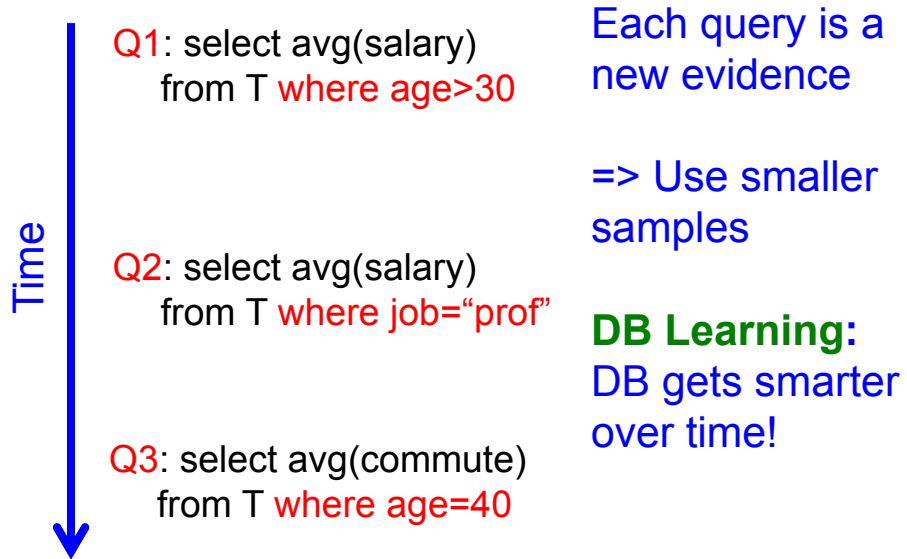 Time
Q1: select avg(salary)
from T where age>30
Q2: select avg(salary)
from T where job=“prof”
Q3: select avg(commute)
from T where age=40
Each query is a
new evidence
=> Use smaller
samples
DB Learning:
DB gets smarter
over time!